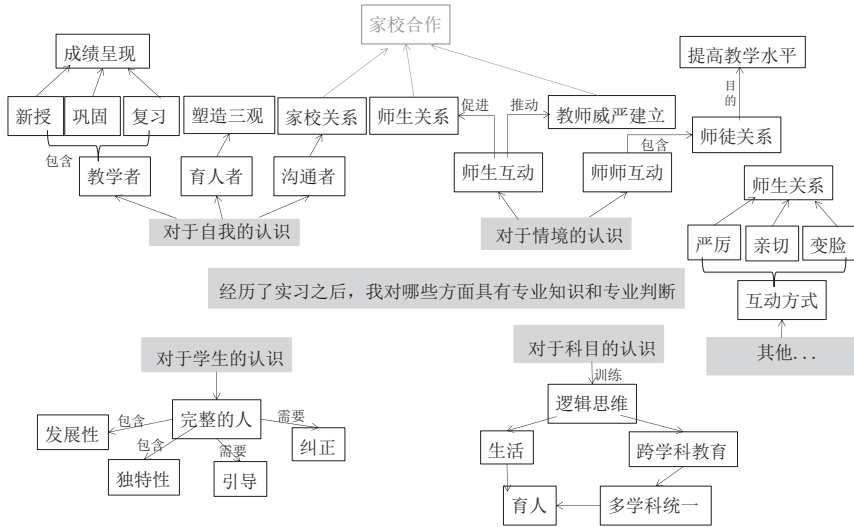 家校合作
成绩呈现
提高教学水平
目的
新授
巩固
复习
塑造三观
家校关系
师生关系
促进
推动
教师威严建立
师徒关系
包含
包含
教学者
育人者
沟通者
师生互动
师师互动
师生关系
对于自我的认识
对于情境的认识
严厉
亲切
变脸
经历了实习之后，我对哪些方面具有专业知识和专业判断
互动方式
其他...
对于学生的认识
对于科目的认识
训练
完整的人
逻辑思维
包含
需要
发展性
包含
需要
纠正
生活
跨学科教育
独特性
引导
育人
多学科统一